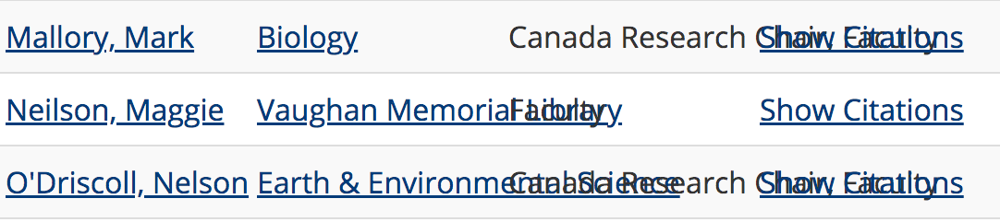 Mallory, Mark Biology Canada Research Chair, Faculty Show Citations
Neilson, Maggie Vaughan Memorial Library Faculty Show Citations
O'Driscoll, Nelson Earth & Environmental Science Canada Research Chair, Faculty Show Citations